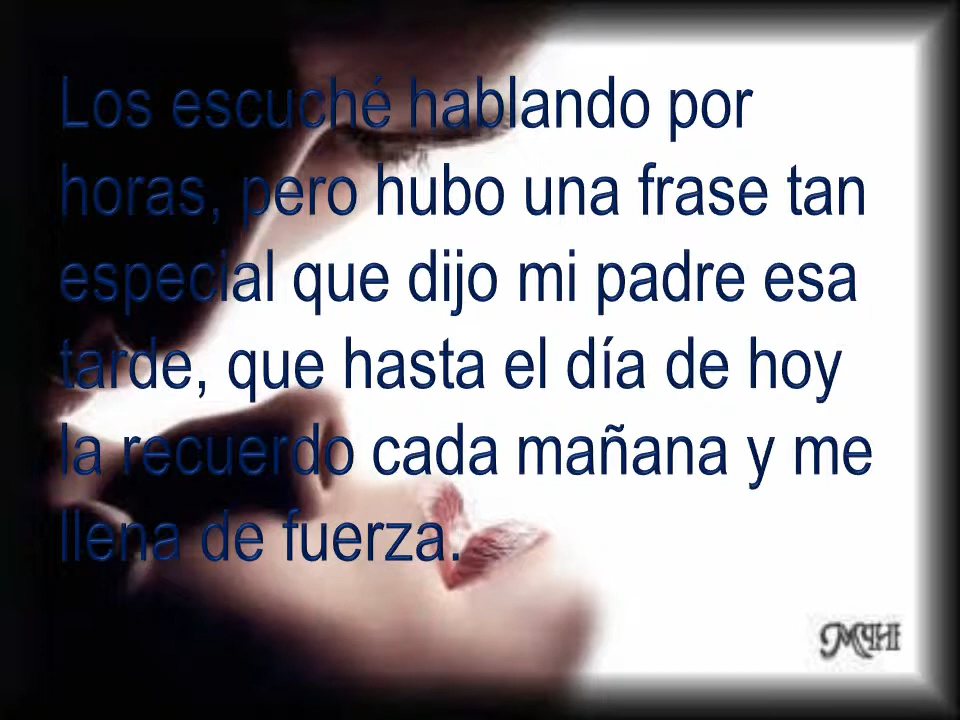 Los escuché hablando por
horas, pero hubo una frase tan
especial que dijo mi padre esa
tarde, que hasta el día de hoy
la recuerdo cada mañana y me
llena de fuerza.
MCH